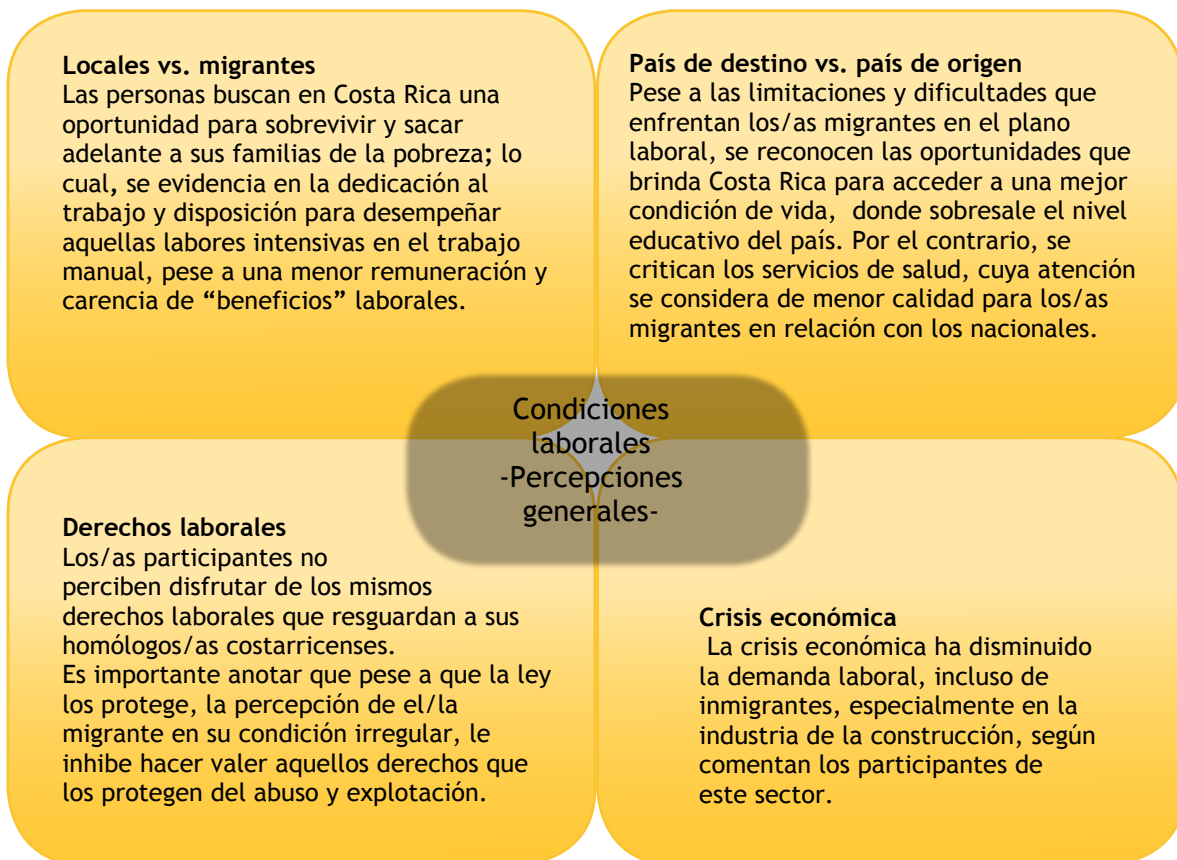 Locales vs. migrantes
Las personas buscan en Costa Rica una
oportunidad para sobrevivir y sacar
adelante a sus familias de la pobreza; lo
cual, se evidencia en la dedicación al
trabajo y disposición para desempeñar
aquellas labores intensivas en el trabajo
manual, pese a una menor remuneración y
carencia de “beneficios” laborales.
País de destino vs. país de origen
Pese a las limitaciones y dificultades que
enfrentan los/as migrantes en el plano
laboral, se reconocen las oportunidades que
brinda Costa Rica para acceder a una mejor
condición de vida, donde sobresale el nivel
educativo del país. Por el contrario, se
critican los servicios de salud, cuya atención
se considera de menor calidad para los/as
migrantes en relación con los nacionales.
Condiciones
laborales
-Percepciones
generales-
Derechos laborales
Los/as participantes no
perciben disfrutar de los mismos
derechos laborales que resguardan a sus
homólogos/as costarricenses.
Es importante anotar que pese a que la ley
los protege, la percepción de el/la
migrante en su condición irregular, le
inhibe hacer valer aquellos derechos que
los protegen del abuso y explotación.
Crisis económica
La crisis económica ha disminuido
la demanda laboral, incluso de
inmigrantes, especialmente en la
industria de la construcción, según
comentan los participantes de
este sector.